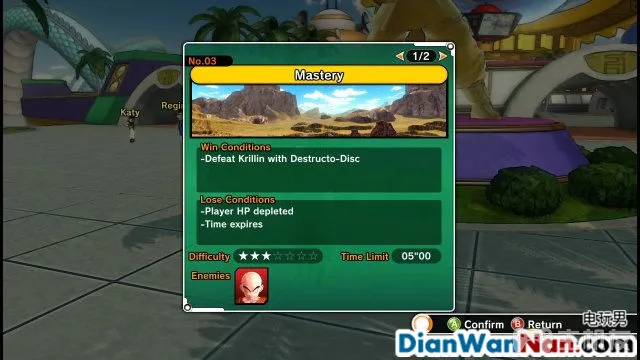 No.03
1/2
Mastery
Katy
Regin
Win Conditions
-Defeat Krillin with Destructo-Disc
Lose Conditions
-Player HP depleted
-Time expires
Difficulty ★★★☆☆☆☆ Time Limit 05"00
Enemies
电玩男
A Confirm B Return
DianWanNan.com